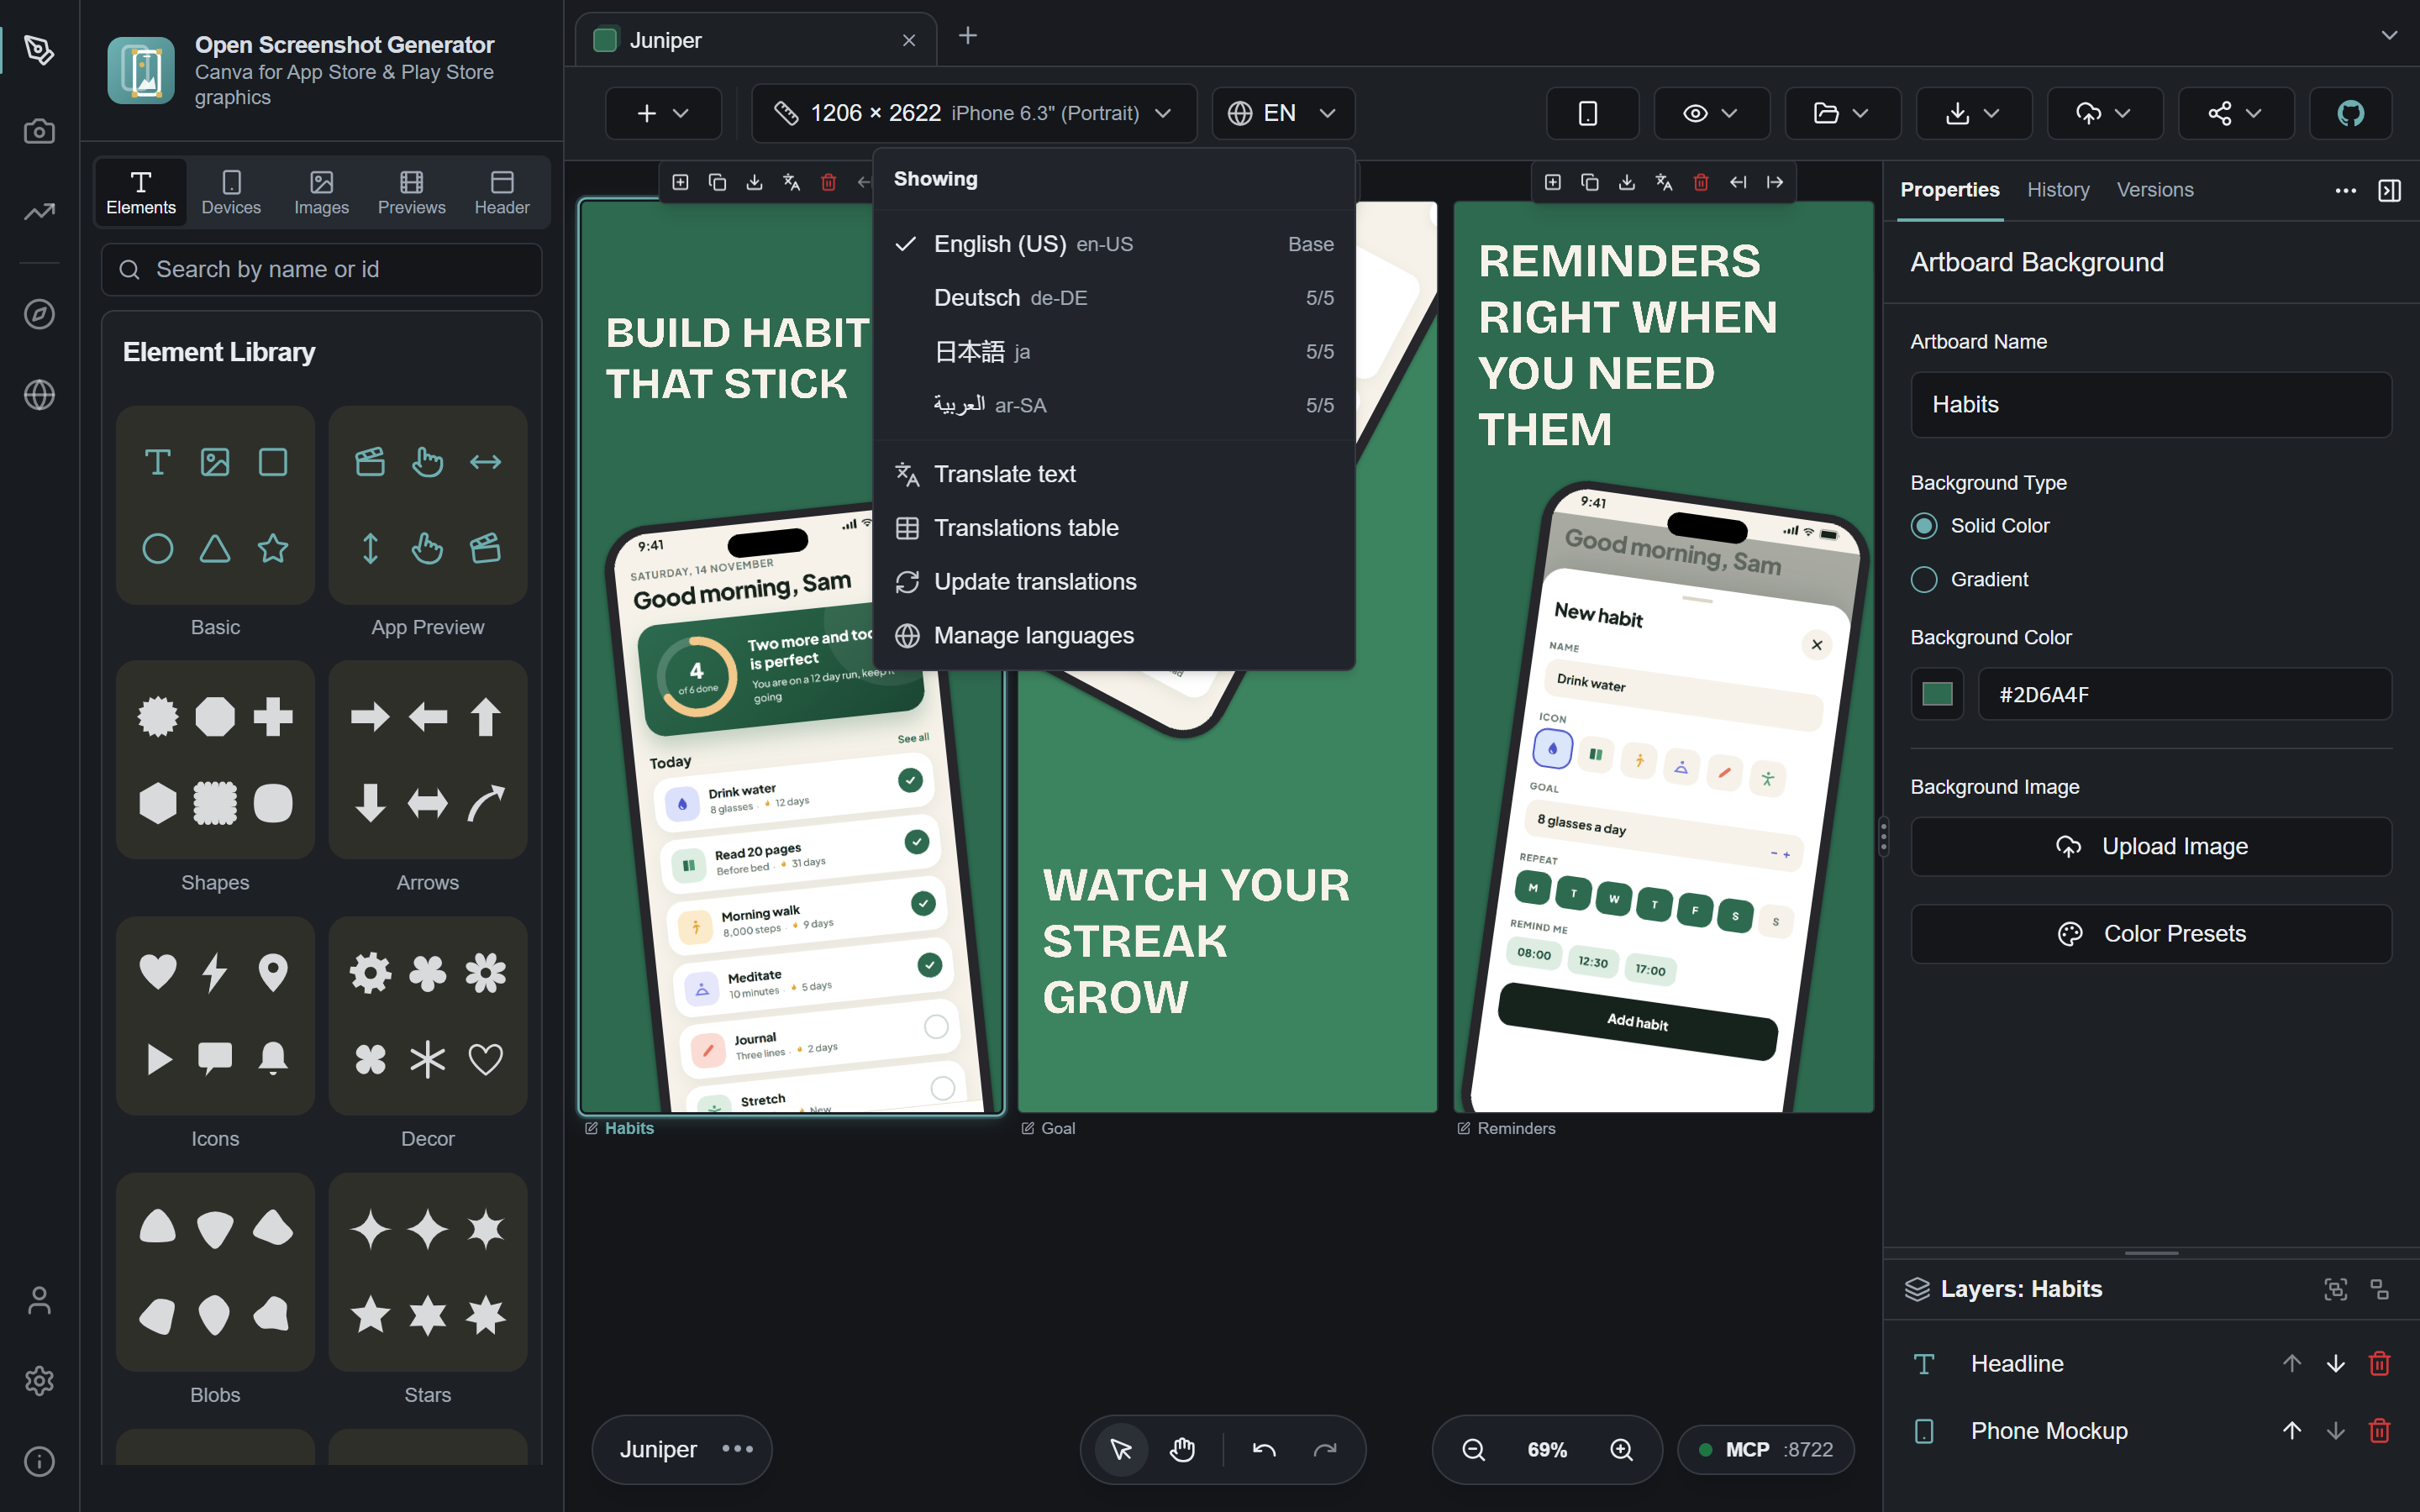 Open Screenshot Generator
Canva for App Store & Play Store
graphics
Elements
Devices
Images
Previews
Header
Search by name or id
Element Library
Basic
App Preview
Shapes
Arrows
Icons
Decor
Blobs
Stars
Juniper
1206 × 2622 iPhone 6.3" (Portrait)
EN
Showing
English (US) en-US Base
Deutsch de-DE 5/5
日本語 ja 5/5
العربية ar-SA 5/5
Translate text
Translations table
Update translations
Manage languages
BUILD HABIT
THAT STICK
9:41
SATURDAY, 14 NOVEMBER
Good morning, Sam
4
of 6 done
Two more and
is perfect
You are on a 12 day run, keep it
going
See all
Today
Drink water
8 glasses · 12 days
Read 20 pages
Before bed · 31 days
Morning walk
8,000 steps · 9 days
Meditate
10 minutes · 5 days
Journal
Three lines · 2 days
Stretch
New
Habits
WATCH YOUR
STREAK
GROW
Goal
REMINDERS
RIGHT WHEN
YOU NEED
THEM
9:41
Good morning, Sam
New habit
NAME
Drink water
ICON
GOAL
8 glasses a day
− +
REPEAT
M T W T F S S
REMIND ME
08:00 12:30 17:00
Add habit
Reminders
Juniper
69%
MCP :8722
Properties
History
Versions
Artboard Background
Artboard Name
Habits
Background Type
Solid Color
Gradient
Background Color
#2D6A4F
Background Image
Upload Image
Color Presets
Layers: Habits
Headline
Phone Mockup